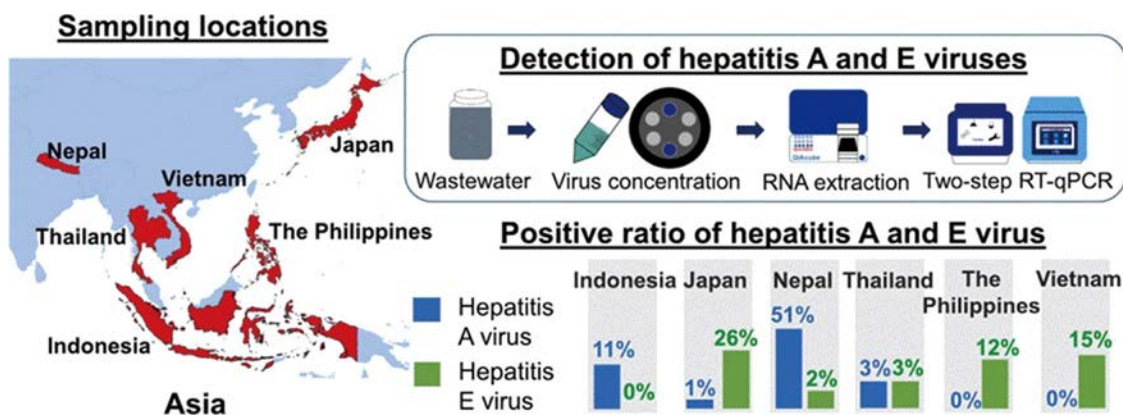 Sampling locations
Nepal
Japan
Vietnam
Thailand
The Philippines
Indonesia
Asia
Detection of hepatitis A and E viruses
QIAcube
Wastewater
Virus concentration
RNA extraction
Two-step RT-qPCR
Positive ratio of hepatitis A and E virus
Hepatitis
A virus
Hepatitis
E virus
Indonesia
11%
0%
Japan
1%
26%
Nepal
51%
2%
Thailand
3%
3%
The
Philippines
0%
12%
Vietnam
0%
15%